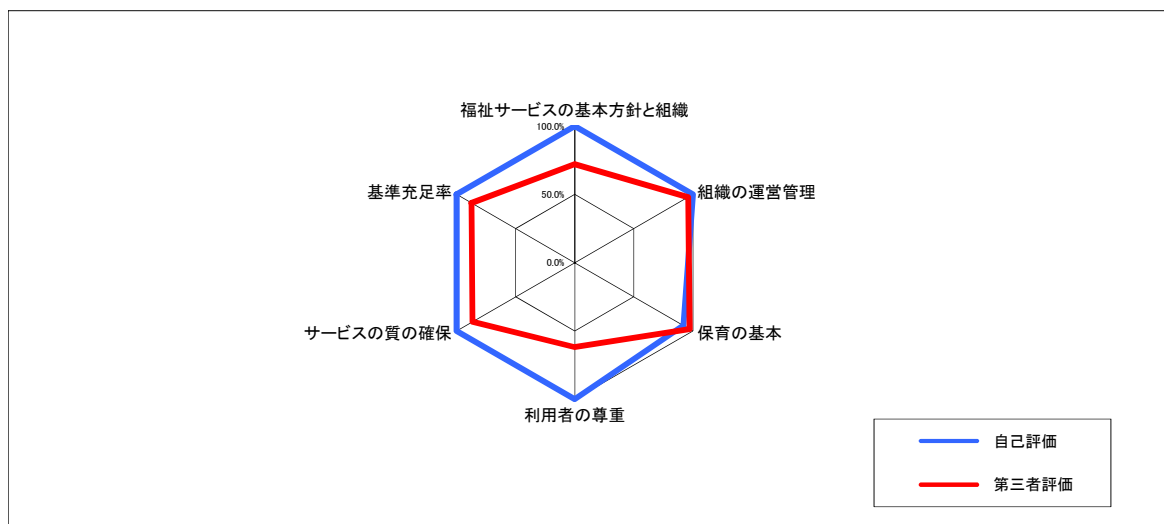 福祉サービスの基本方針と組織
100.0%
基準充足率
組織の運営管理
50.0%
0.0%
サービスの質の確保
保育の基本
利用者の尊重
自己評価
第三者評価